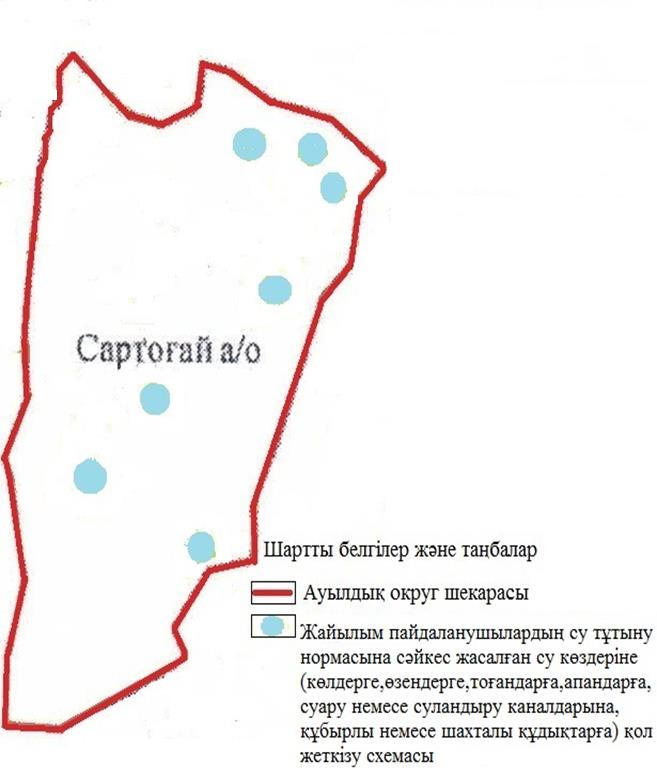 Сартоғай а/о
Шартты белгілер және таңбалар
Ауылдық округ шекарасы
Жайылым пайдаланушылардың су тұтыну
нормасына сәйкес жасалған су көздеріне
(көлдерге,өзендерге,тоғандарға,апандарға,
суару немесе суландыру каналдарына,
құбырлы немесе шахталы құдықтарға) қол
жеткізу схемасы